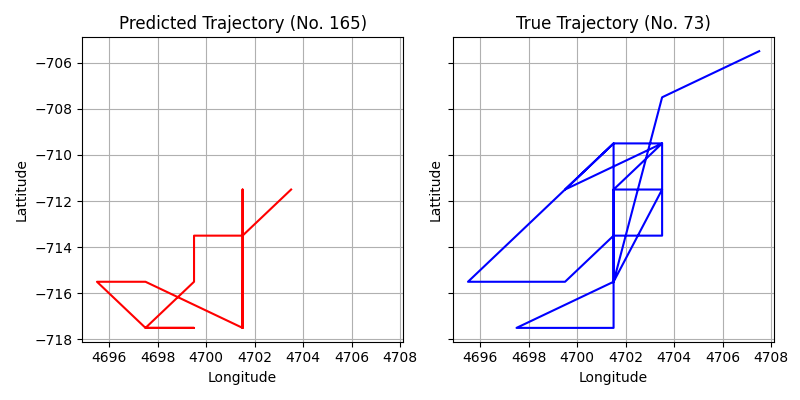 Predicted Trajectory (No. 165)
True Trajectory (No. 73)
−706
−708
−710
−712
−714
−716
−718
Lattitude
Lattitude
4696 4698 4700 4702 4704 4706 4708
4696 4698 4700 4702 4704 4706 4708
Longitude
Longitude